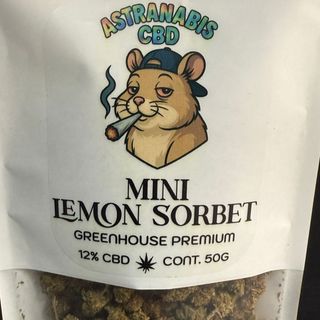 ASTRANABIS
CBD
MINI
LEMON SORBET
GREENHOUSE PREMIUM
12% CBD CONT. 50G